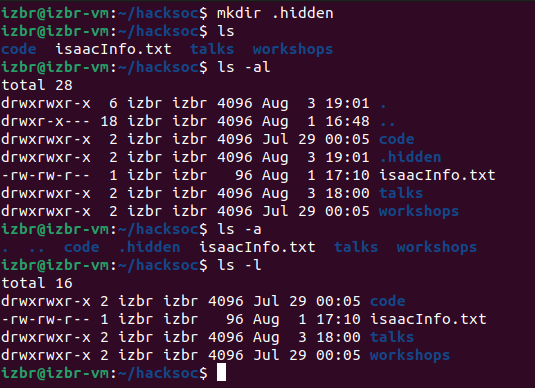 izbr@izbr-vm:~/hacksoc$ mkdir .hidden
izbr@izbr-vm:~/hacksoc$ ls
code  isaacInfo.txt  talks  workshops
izbr@izbr-vm:~/hacksoc$ ls -al
total 28
drwxrwxr-x  6 izbr izbr 4096 Aug  3 19:01 .
drwxr-x--- 18 izbr izbr 4096 Aug  1 16:48 ..
drwxrwxr-x  2 izbr izbr 4096 Jul 29 00:05 code
drwxrwxr-x  2 izbr izbr 4096 Aug  3 19:01 .hidden
-rw-rw-r--  1 izbr izbr   96 Aug  1 17:10 isaacInfo.txt
drwxrwxr-x  2 izbr izbr 4096 Aug  3 18:00 talks
drwxrwxr-x  2 izbr izbr 4096 Jul 29 00:05 workshops
izbr@izbr-vm:~/hacksoc$ ls -a
.  ..  code  .hidden  isaacInfo.txt  talks  workshops
izbr@izbr-vm:~/hacksoc$ ls -l
total 16
drwxrwxr-x 2 izbr izbr 4096 Jul 29 00:05 code
-rw-rw-r-- 1 izbr izbr   96 Aug  1 17:10 isaacInfo.txt
drwxrwxr-x 2 izbr izbr 4096 Aug  3 18:00 talks
drwxrwxr-x 2 izbr izbr 4096 Jul 29 00:05 workshops
izbr@izbr-vm:~/hacksoc$